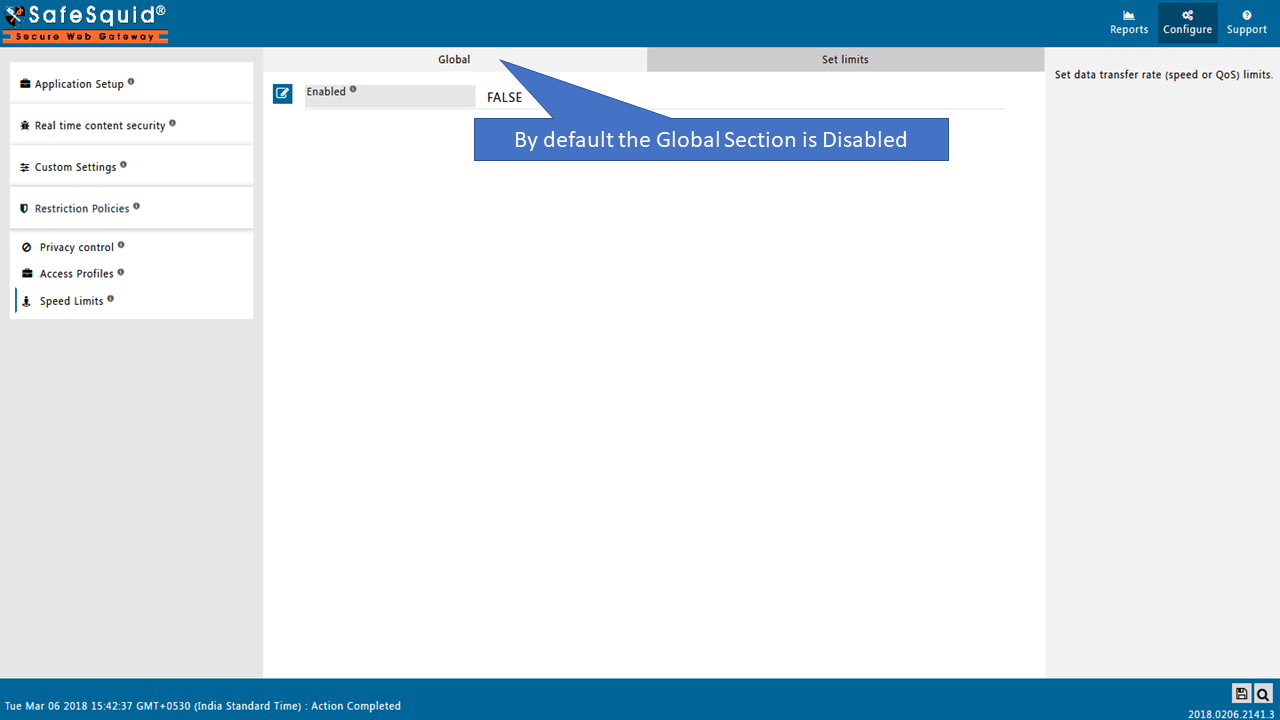 SafeSquid®
Secure Web Gateway
Reports
Configure
Support
Application Setup
Real time content security
Custom Settings
Restriction Policies
Privacy control
Access Profiles
Speed Limits
Global
Set limits
Enabled
FALSE
By default the Global Section is Disabled
Set data transfer rate (speed or QoS) limits.
Tue Mar 06 2018 15:42:37 GMT+0530 (India Standard Time) : Action Completed
2018.0206.2141.3